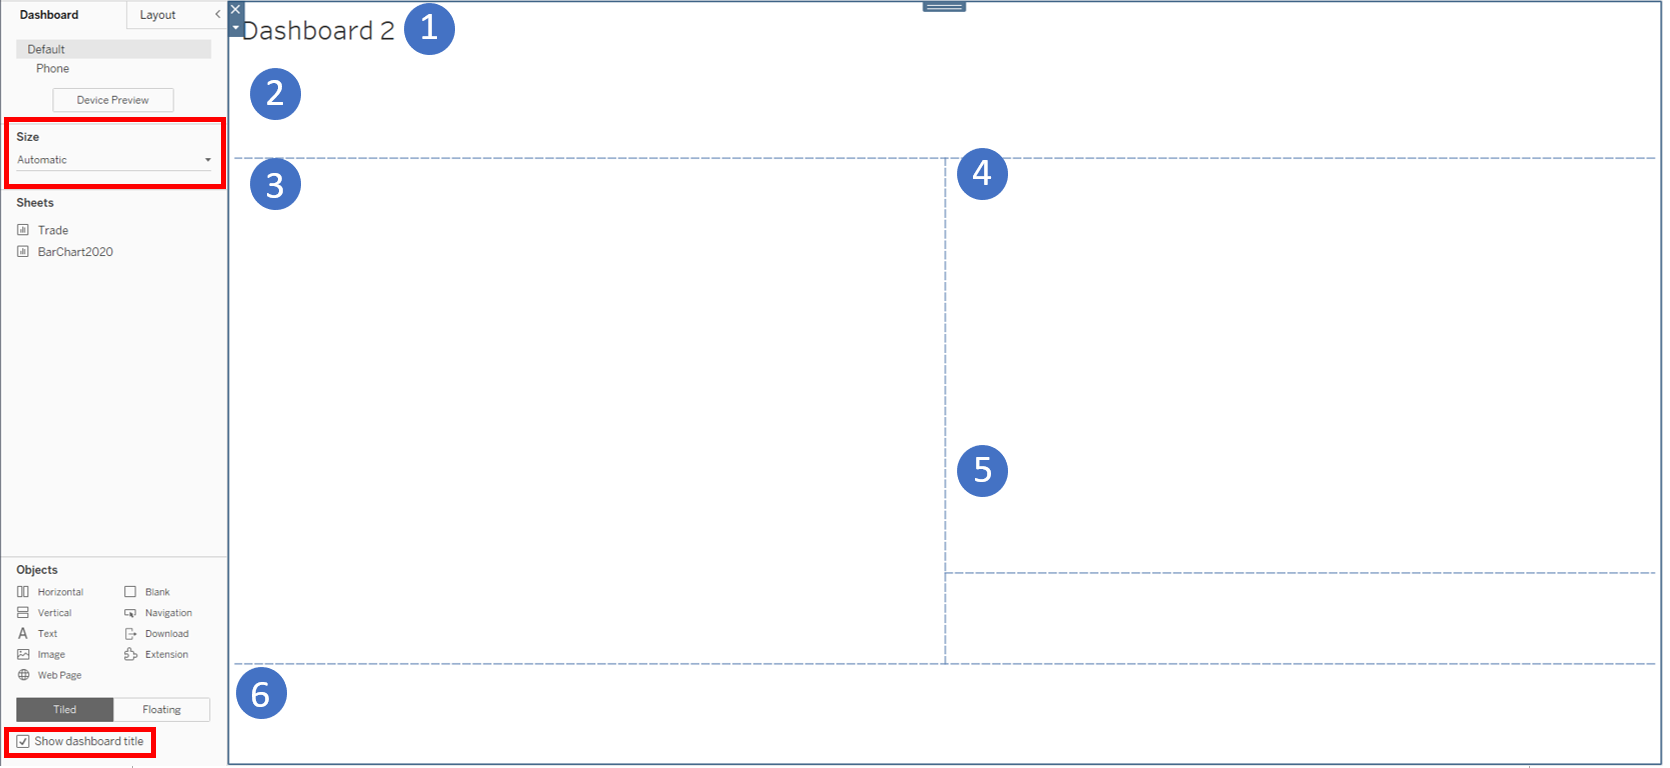 Dashboard
Layout
Default
Phone
Device Preview
Size
Automatic
Sheets
Trade
BarChart2020
Objects
Horizontal
Blank
Vertical
Navigation
Text
Download
Image
Extension
Web Page
Tiled
Floating
Show dashboard title
Dashboard 2
1
2
3
4
5
6